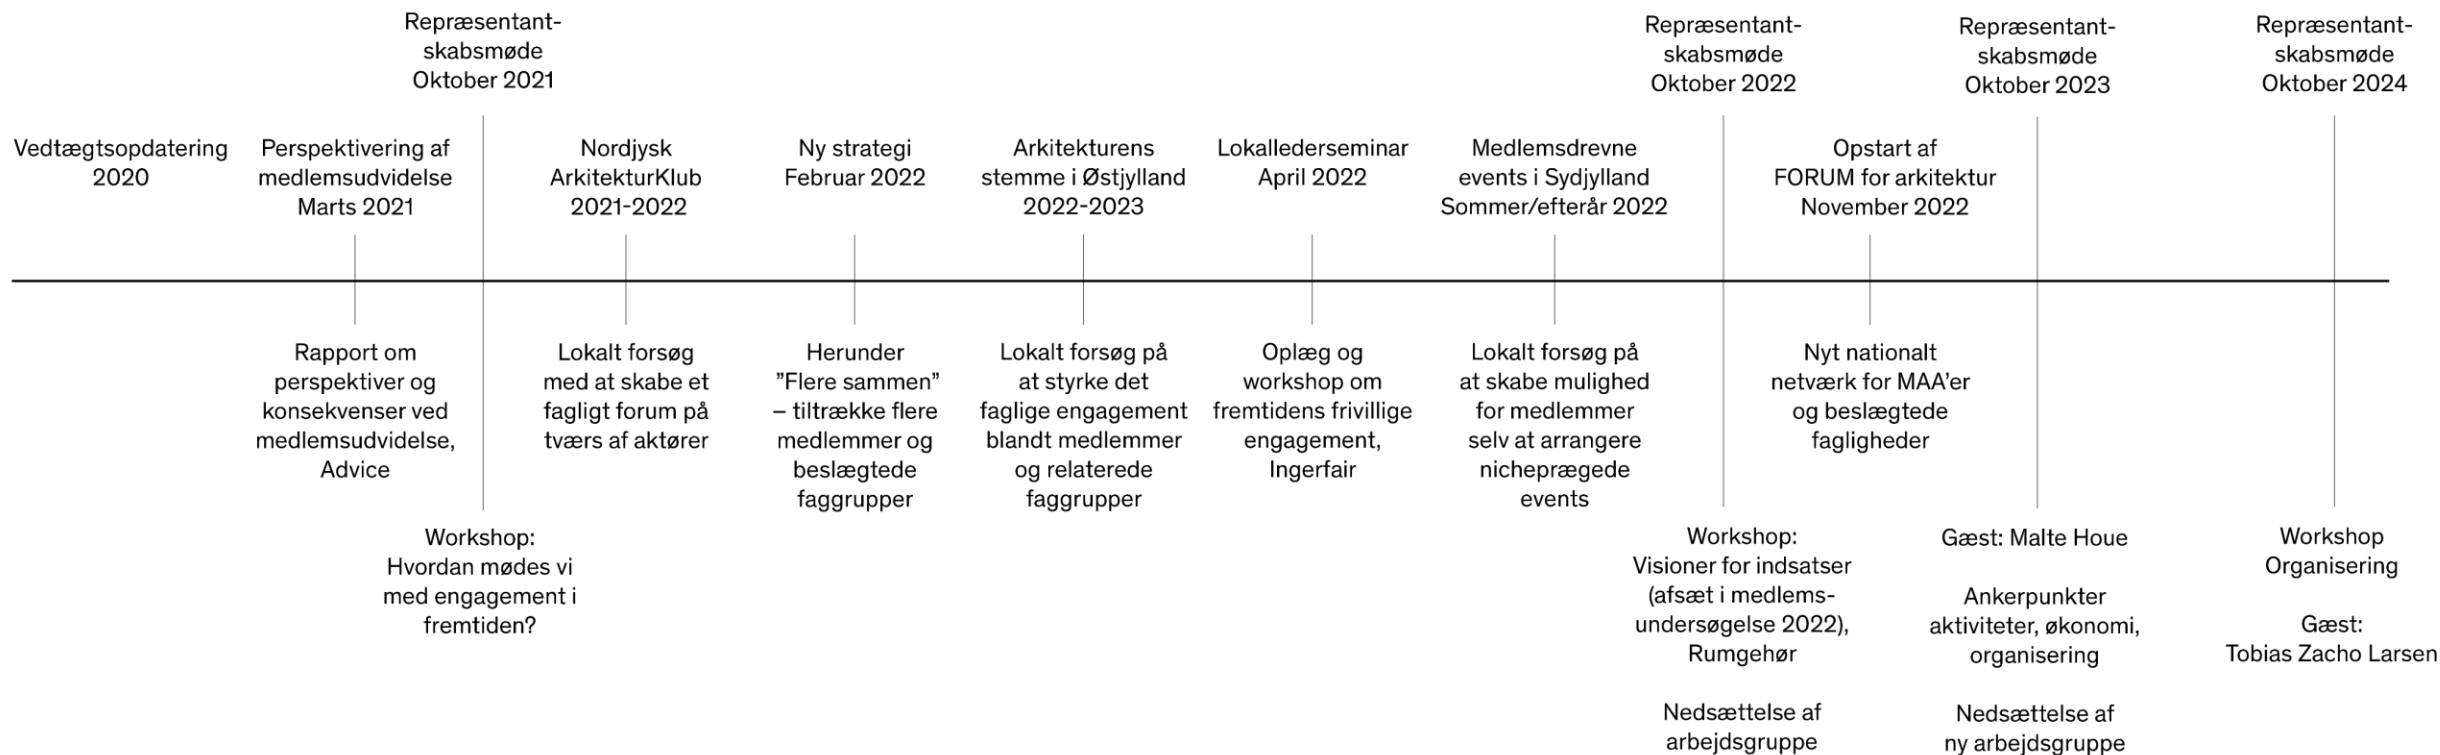 Repræsentant-
skabsmøde
Oktober 2021
Repræsentant-
skabsmøde
Oktober 2022
Repræsentant-
skabsmøde
Oktober 2023
Repræsentant-
skabsmøde
Oktober 2024
Vedtægtsopdatering
2020
Perspektivering af
medlemsudvidelse
Marts 2021
Nordjysk
ArkitekturKlub
2021-2022
Ny strategi
Februar 2022
Arkitekturens
stemme i Østjylland
2022-2023
Lokallederseminar
April 2022
Medlemsdrevne
events i Sydjylland
Sommer/efterår 2022
Opstart af
FORUM for arkitektur
November 2022
Rapport om
perspektiver og
konsekvenser ved
medlemsudvidelse,
Advice
Lokalt forsøg
med at skabe et
fagligt forum på
tværs af aktører
Herunder
”Flere sammen”
– tiltrække flere
medlemmer og
beslægtede
faggrupper
Lokalt forsøg på
at styrke det
faglige engagement
blandt medlemmer
og relaterede
faggrupper
Oplæg og
workshop om
fremtidens frivillige
engagement,
Ingerfair
Lokalt forsøg på
at skabe mulighed
for medlemmer
selv at arrangere
nicheprægede
events
Nyt nationalt
netværk for MAA’er
og beslægtede
fagligheder
Workshop:
Hvordan mødes vi
med engagement i
fremtiden?
Workshop:
Visioner for indsatser
(afsæt i medlems-
undersøgelse 2022),
Rumgehør
Nedsættelse af
arbejdsgruppe
Gæst: Malte Houe
Ankerpunkter
aktiviteter, økonomi,
organisering
Nedsættelse af
ny arbejdsgruppe
Workshop
Organisering
Gæst:
Tobias Zacho Larsen